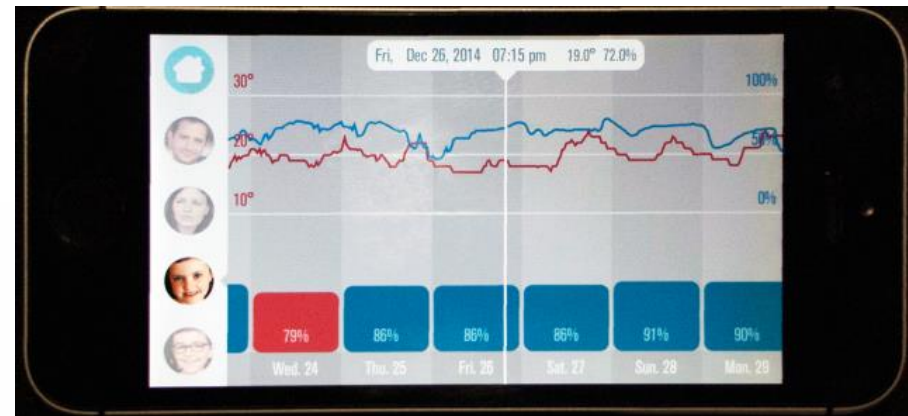 Fri, Dec 26, 2014 07:15 pm 19.0° 72.0%
30° 100%
20° 50%
10° 0%
79% 86% 86% 86% 91% 90%
Wed. 24 Thu. 25 Fri. 26 Sat. 27 Sun. 28 Mon. 29